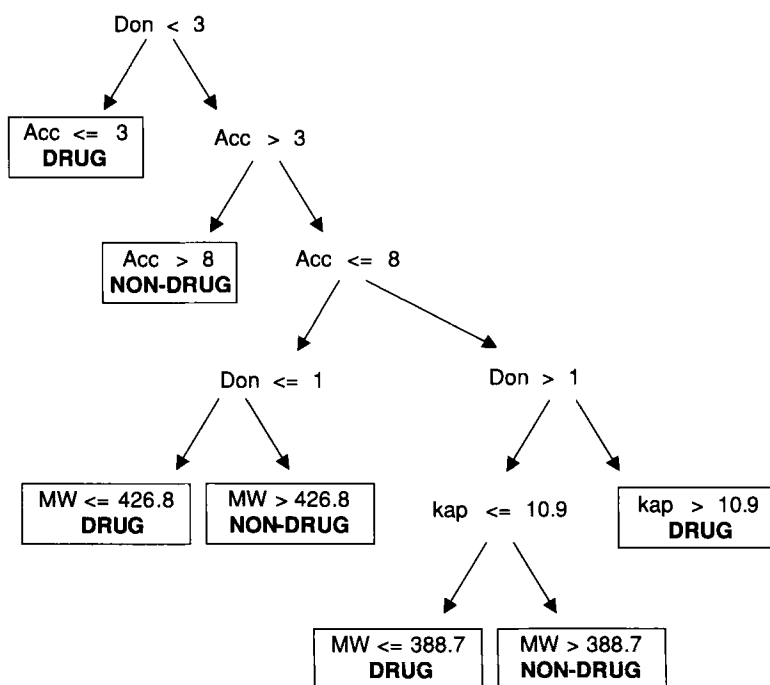 Don < 3
Acc <= 3
DRUG
Acc > 3
Acc > 8
NON-DRUG
Acc <= 8
Don <= 1
Don > 1
MW <= 426.8
DRUG
MW > 426.8
NON-DRUG
kap <= 10.9
kap > 10.9
DRUG
MW <= 388.7
DRUG
MW > 388.7
NON-DRUG